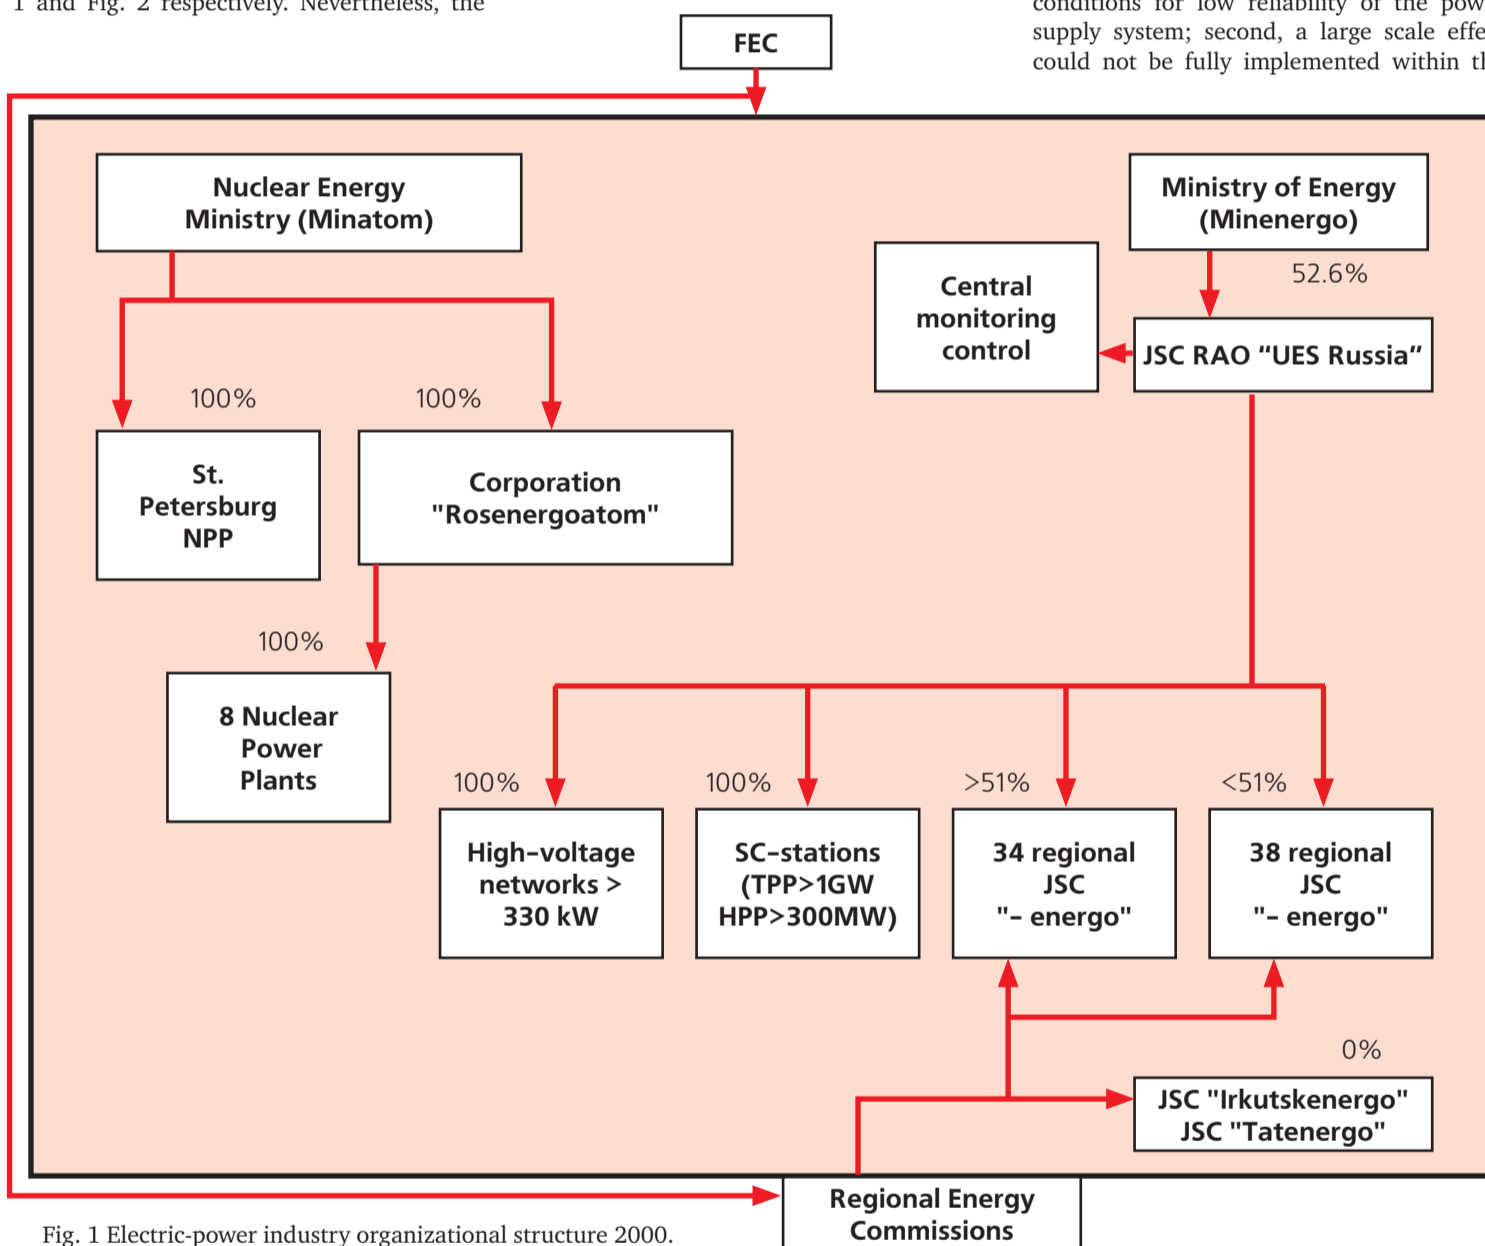 1 and Fig. 2 respectively. Nevertheless, the
conditions for low reliability of the pow
supply system; second, a large scale effe
could not be fully implemented within th
FEC
Nuclear Energy
Ministry (Minatom)
Ministry of Energy
(Minenergo)
52.6%
Central
monitoring
control
JSC RAO “UES Russia”
100%
100%
St.
Petersburg
NPP
Corporation
"Rosenergoatom"
100%
8 Nuclear
Power
Plants
100%
100%
>51%
<51%
High-voltage
networks >
330 kW
SC-stations
(TPP>1GW
HPP>300MW)
34 regional
JSC
"- energo"
38 regional
JSC
"- energo"
0%
JSC "Irkutskenergo"
JSC "Tatenergo"
Regional Energy
Commissions
Fig. 1 Electric-power industry organizational structure 2000.